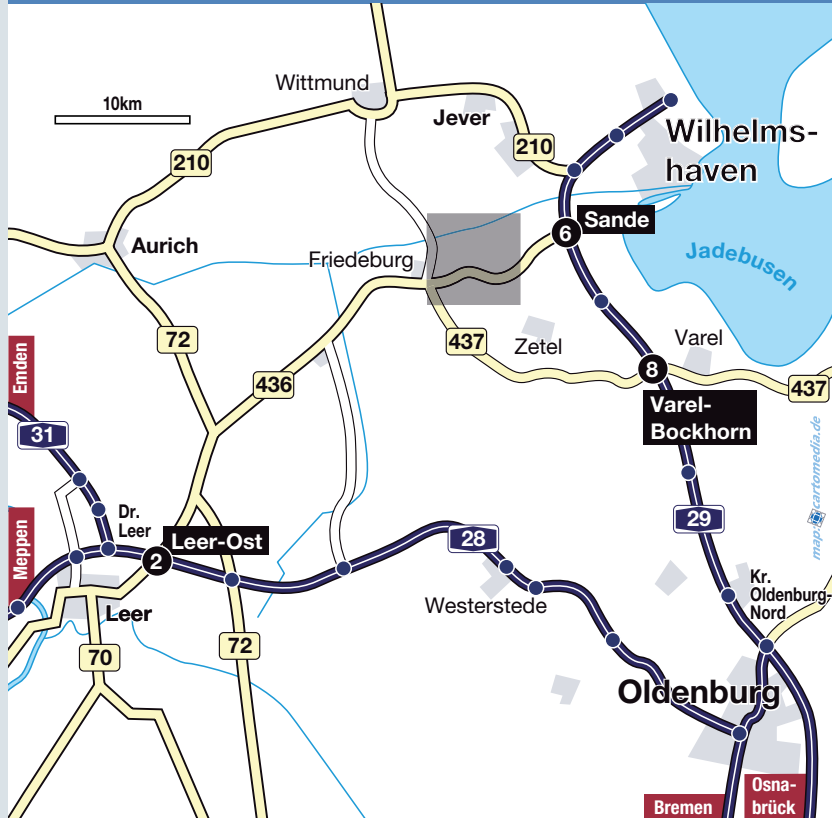 Wittmund
10km
Jever
Wilhelms-
haven
210
210
Sande
6
Aurich
Friedeburg
Jadebusen
72
437
Zetel
Varel
8
437
436
Emden
Varel-
Bockhorn
31
map:cartomedia.de
Dr.
Leer
Leer-Ost
28
29
Meppen
2
Kr.
Oldenburg-
Nord
Leer
Westerstede
70
72
Oldenburg
Bremen
Osna-
brück